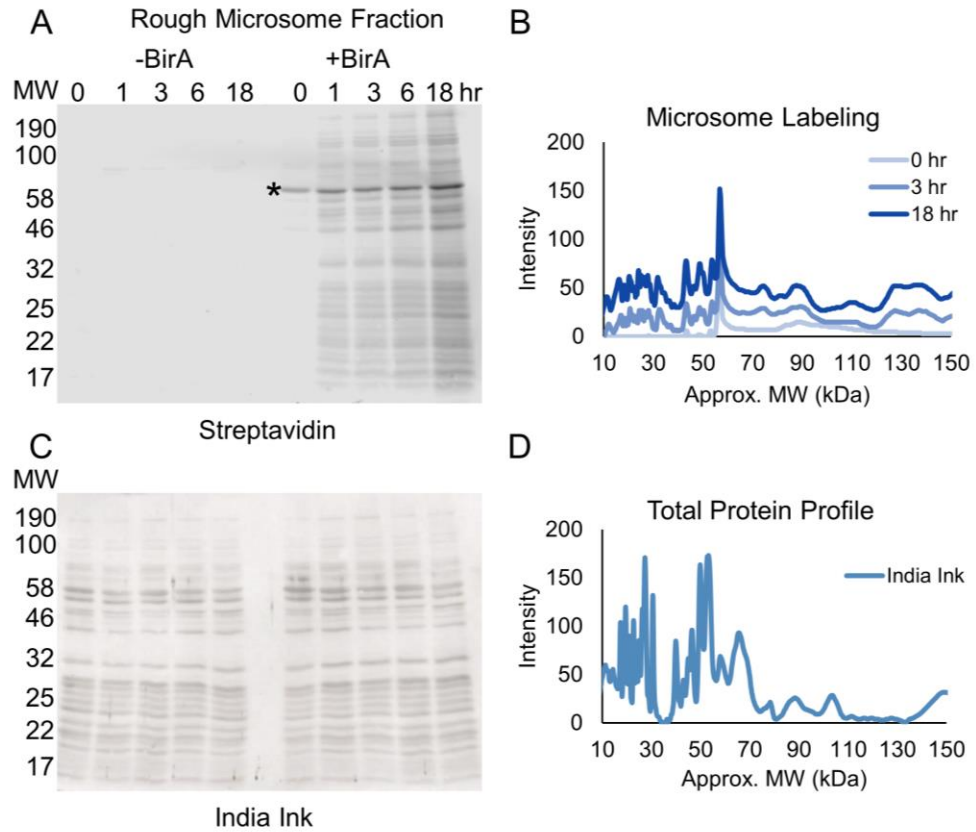 A
Rough Microsome Fraction
-BirA +BirA
MW 0 1 3 6 18 0 1 3 6 18 hr
190
100
58
*
46
32
25
22
17
Streptavidin
B
Microsome Labeling
200
150
100
50
0
Intensity
0 hr
3 hr
18 hr
10 30 50 70 90 110 130 150
Approx. MW (kDa)
C
MW
190
100
58
46
32
25
22
17
India Ink
D
Total Protein Profile
200
150
100
50
0
Intensity
India Ink
10 30 50 70 90 110 130 150
Approx. MW (kDa)